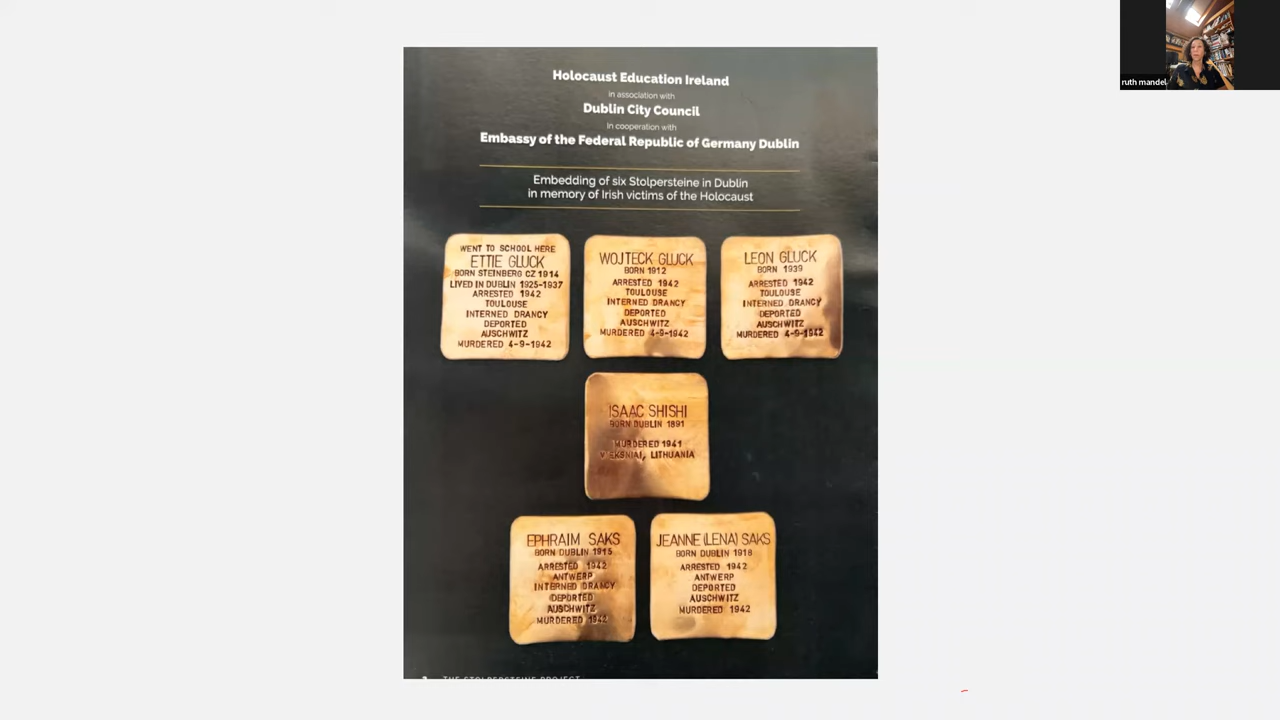 Holocaust Education Ireland
in association with
Dublin City Council
In cooperation with
Embassy of the Federal Republic of Germany Dublin
Embedding of six Stolpersteine in Dublin
in memory of Irish victims of the Holocaust
WENT TO SCHOOL HERE
ETTIE GLUCK
BORN STEINBERG CZ 1914
LIVED IN DUBLIN 1925-1937
ARRESTED 1942
TOULOUSE
INTERNED DRANCY
DEPORTED
AUSCHWITZ
MURDERED 4-9-1942
WOJTECK GLUCK
BORN 1912
ARRESTED 1942
TOULOUSE
INTERNED DRANCY
DEPORTED
AUSCHWITZ
MURDERED 4-9-1942
LEON GLUCK
BORN 1939
ARRESTED 1942
TOULOUSE
INTERNED DRANCY
DEPORTED
AUSCHWITZ
MURDERED 4-9-1942
ISAAC SHISHI
BORN DUBLIN 1891
MURDERED 1941
VIEKSNIAI, LITHUANIA
EPHRAIM SAKS
BORN DUBLIN 1915
ARRESTED 1942
ANTWERP
INTERNED DRANCY
DEPORTED
AUSCHWITZ
MURDERED 1942
JEANNE (LENA) SAKS
BORN DUBLIN 1918
ARRESTED 1942
ANTWERP
DEPORTED
AUSCHWITZ
MURDERED 1942
THE STOLPERSTEINE PROJECT
ruth mandel